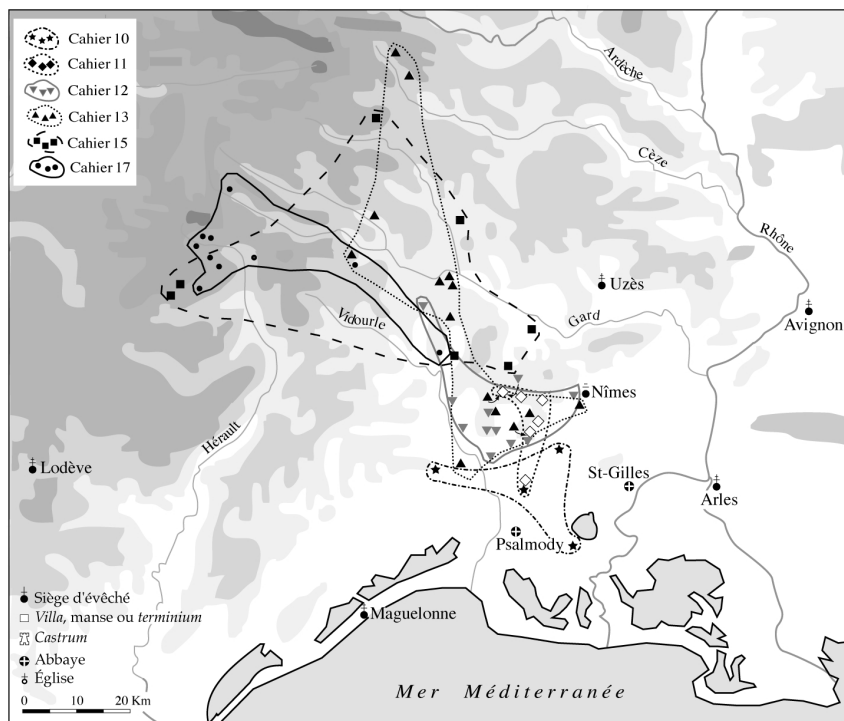 Cahier 10
Cahier 11
Cahier 12
Cahier 13
Cahier 15
Cahier 17
Ardèche
Cèze
Rhône
Uzès
Gard
Avignon
Vidourle
Nîmes
Hérault
Lodève
St-Gilles
Arles
Psalmody
Siège d'évêché
Villa, manse ou terminium
Castrum
Abbaye
Église
0 10 20 Km
Maguelonne
Mer Méditerranée